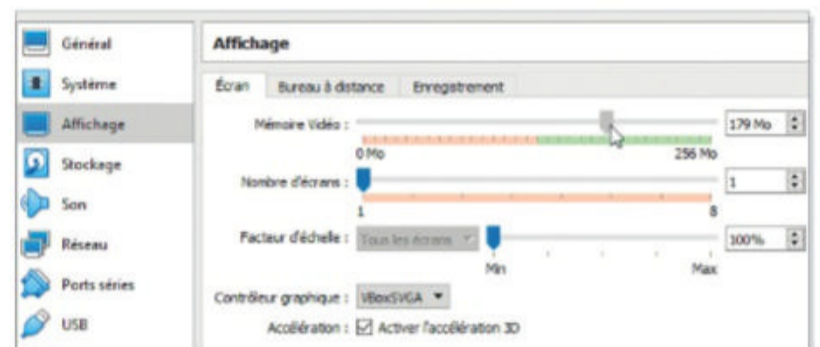 Général
Système
Affichage
Stockage
Son
Réseau
Ports séries
USB
Affichage
Écran Bureau à distance Enregistrement
Mémoire Vidéo : 179 Mo
0 Mo 256 Mo
Nombre d'écrans : 1
1 8
Facteur d'échelle : Tous les écrans 100%
Min Max
Contrôleur graphique : VBoxSVGA
Accélération : Activer l'accélération 3D